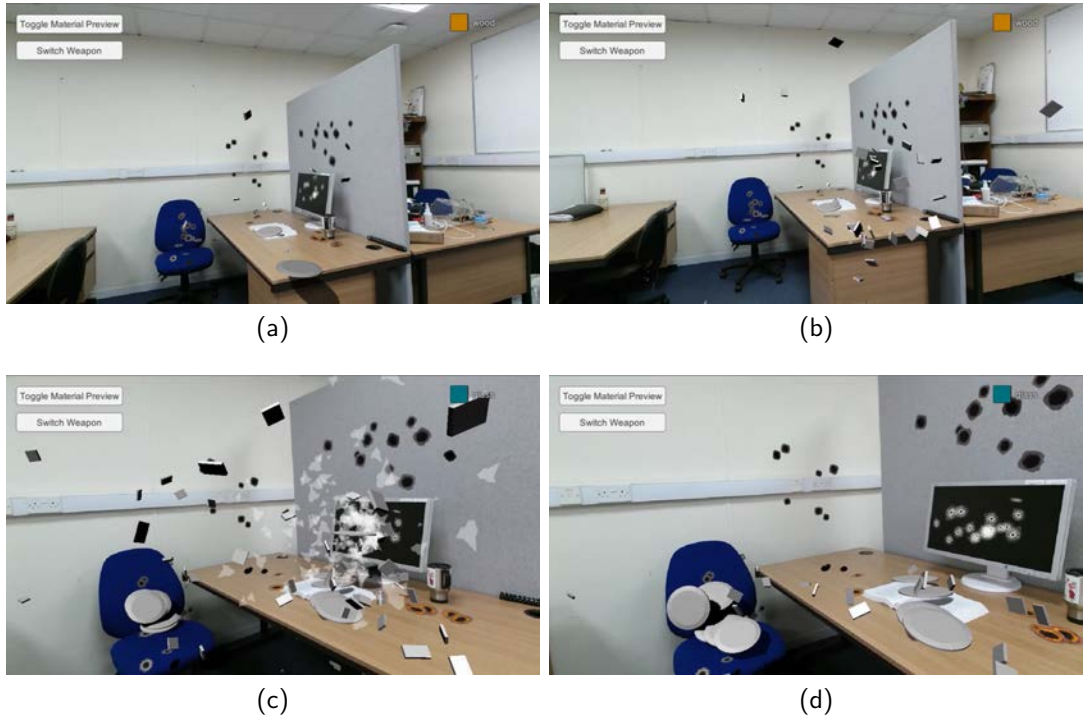 Toggle Material Preview
wood
Switch Weapon
Toggle Material Preview
wood
Switch Weapon
(a)
(b)
Toggle Material Preview
Switch Weapon
Toggle Material Preview
Switch Weapon
(c)
(d)